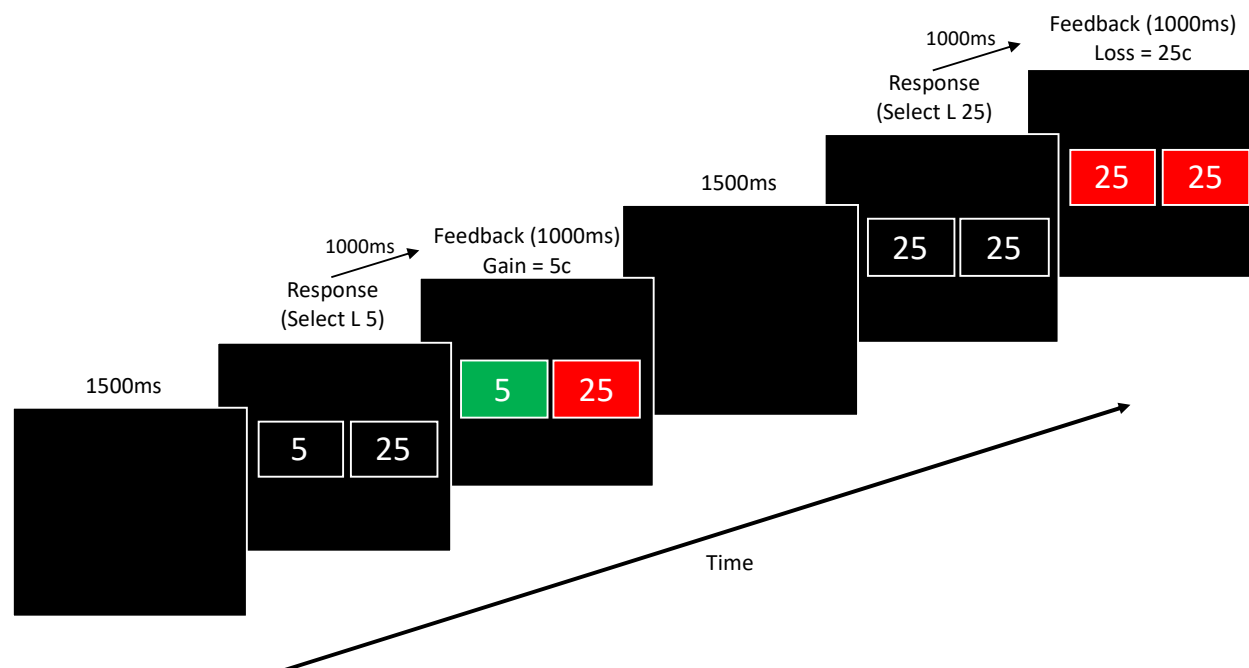 1500ms
5 25
Response
(Select L 5)
1000ms
Feedback (1000ms)
Gain = 5c
5 25
1500ms
25 25
Response
(Select L 25)
1000ms
Feedback (1000ms)
Loss = 25c
25 25
Time